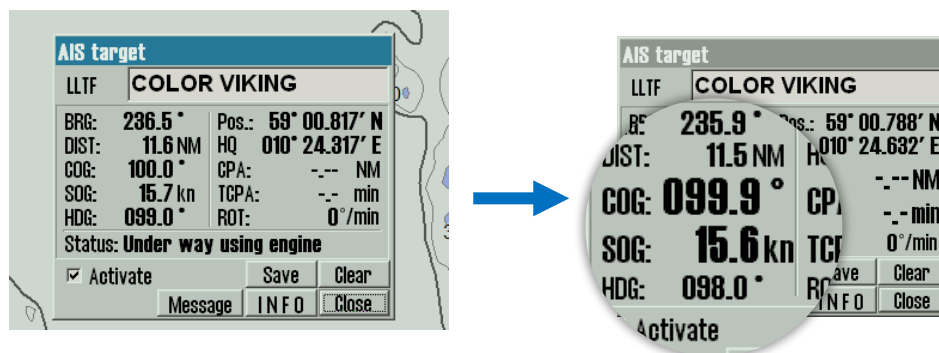 AIS target
LLTF COLOR VIKING
BRG: 236.5 ° Pos.: 59° 00.817′ N
DIST: 11.6 NM HQ 010° 24.317′ E
COG: 100.0 ° CPA: -.-- NM
SOG: 15.7 kn TCPA: -.- min
HDG: 099.0 ° ROT: 0°/min
Status: Under way using engine
Activate Save Clear
Message INFO Close
AIS target
LLTF COLOR VIKING
235.9 ° 59° 00.788′ N
DIST: 11.5 NM 010° 24.632′ E
COG: 099.9 ° -.-- NM
SOG: 15.6 kn -.- min
HDG: 098.0 ° 0°/min
Clear
Activate INFO Close